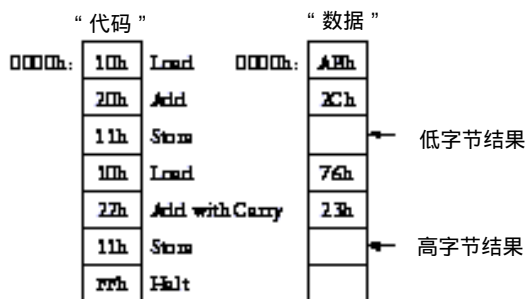 “代码” “数据”
0000h: 10h Load 0000h: ABh
20h Add 2Ch
11h Store 低字节结果
10h Load 76h
22h Add with Carry 23h
11h Store 高字节结果
FFh Halt